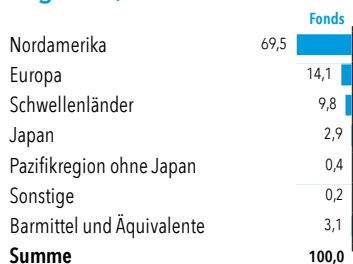 Fonds
Nordamerika 69,5
Europa 14,1
Schwellenländer 9,8
Japan 2,9
Pazifikregion ohne Japan 0,4
Sonstige 0,2
Barmittel und Äquivalente 3,1
Summe 100,0